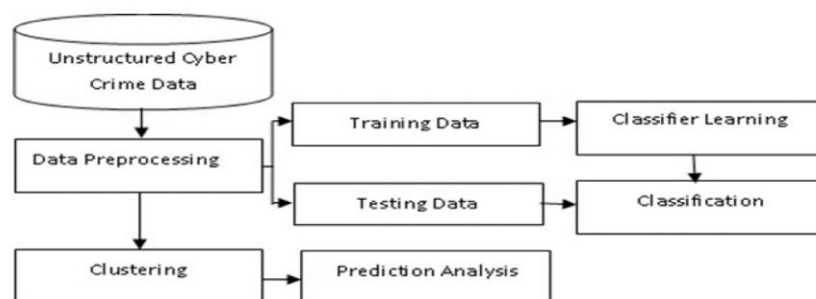 Unstructured Cyber
Crime Data
Training Data
Classifier Learning
Data Preprocessing
Testing Data
Classification
Clustering
Prediction Analysis